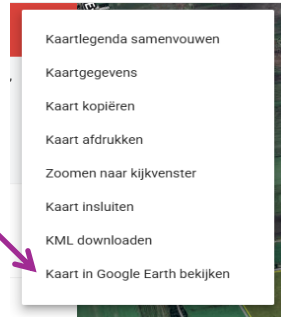 Kaartlegenda samenvouwen
Kaartgegevens
Kaart kopiëren
Kaart afdrukken
Zoomen naar kijkvenster
Kaart insluiten
KML downloaden
Kaart in Google Earth bekijken